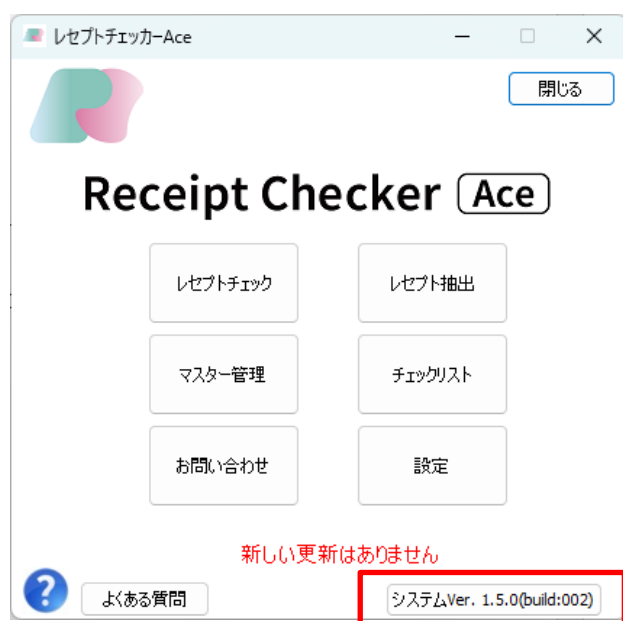 レセプトチェッカーAce
閉じる
Receipt Checker Ace
レセプトチェック
レセプト抽出
マスター管理
チェックリスト
お問い合わせ
設定
新しい更新はありません
?
よくある質問
システムVer. 1.5.0(build:002)